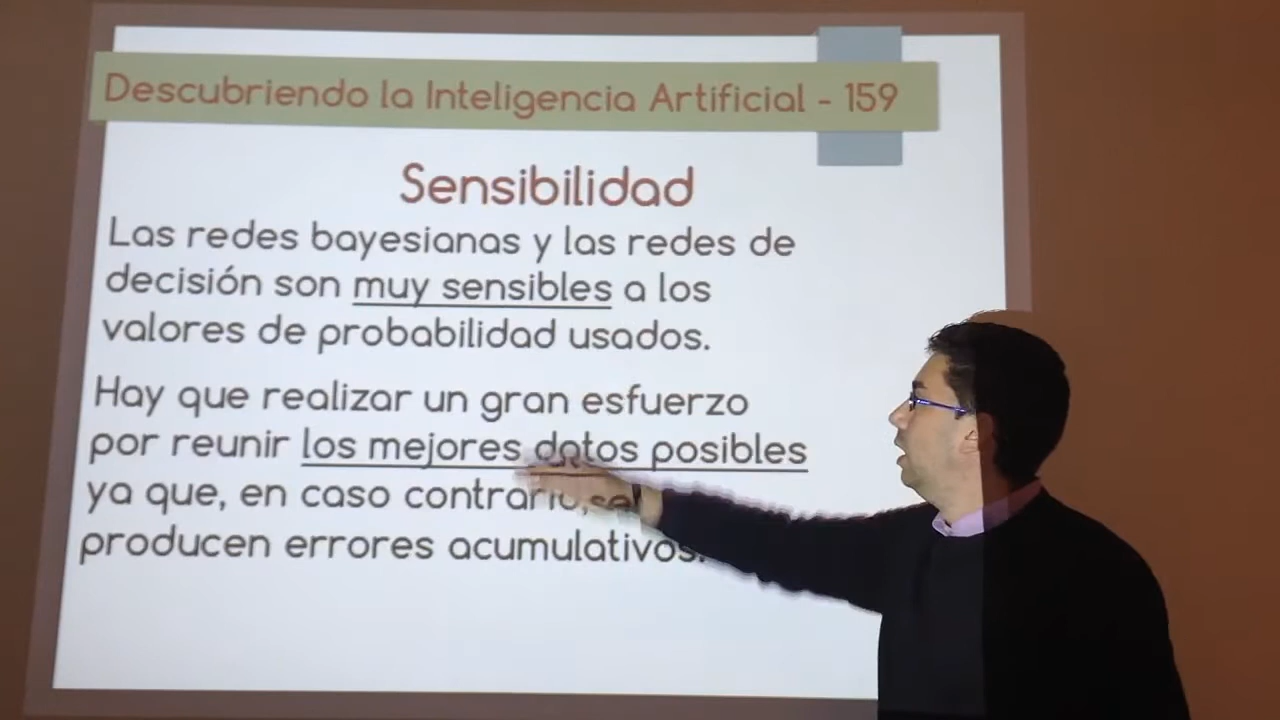 Descubriendo la Inteligencia Artificial - 159
Sensibilidad
Las redes bayesianas y las redes de
decisión son muy sensibles a los
valores de probabilidad usados.
Hay que realizar un gran esfuerzo
por reunir los mejores datos posibles
ya que, en caso contrario, se
producen errores acumulativos.